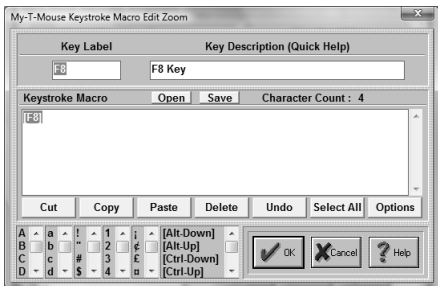 My-T-Mouse Keystroke Macro Edit Zoom
Key Label Key Description (Quick Help)
F8 F8 Key
Keystroke Macro Open Save Character Count : 4
[F8]
Cut Copy Paste Delete Undo Select All Options
A a ! 1 ¡ [Alt-Down]
B b " 2 ¢ [Alt-Up]
C c # 3 £ [Ctrl-Down]
D d $ 4 ¤ [Ctrl-Up]
OK Cancel Help